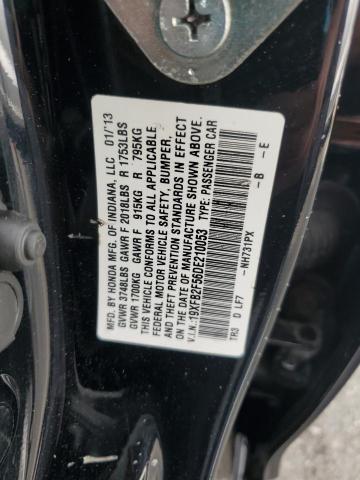 MFD. BY HONDA MFG. OF INDIANA, LLC 01/'13
GVWR 3748LBS GAWR F 2018LBS R 1753LBS
GVWR 1700KG GAWR F 915KG R 795KG
THIS VEHICLE CONFORMS TO ALL APPLICABLE
FEDERAL MOTOR VEHICLE SAFETY, BUMPER,
AND THEFT PREVENTION STANDARDS IN EFFECT
ON THE DATE OF MANUFACTURE SHOWN ABOVE.
V.I.N.:19XFB2F56DE210053 TYPE: PASSENGER CAR
TR3 D LF7 -NH731PX -B -E